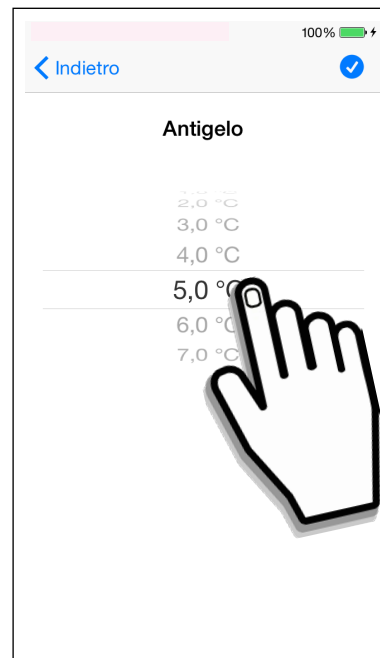 100%
Indietro
Antigelo
2,0 °C
3,0 °C
4,0 °C
5,0 °C
6,0 °C
7,0 °C